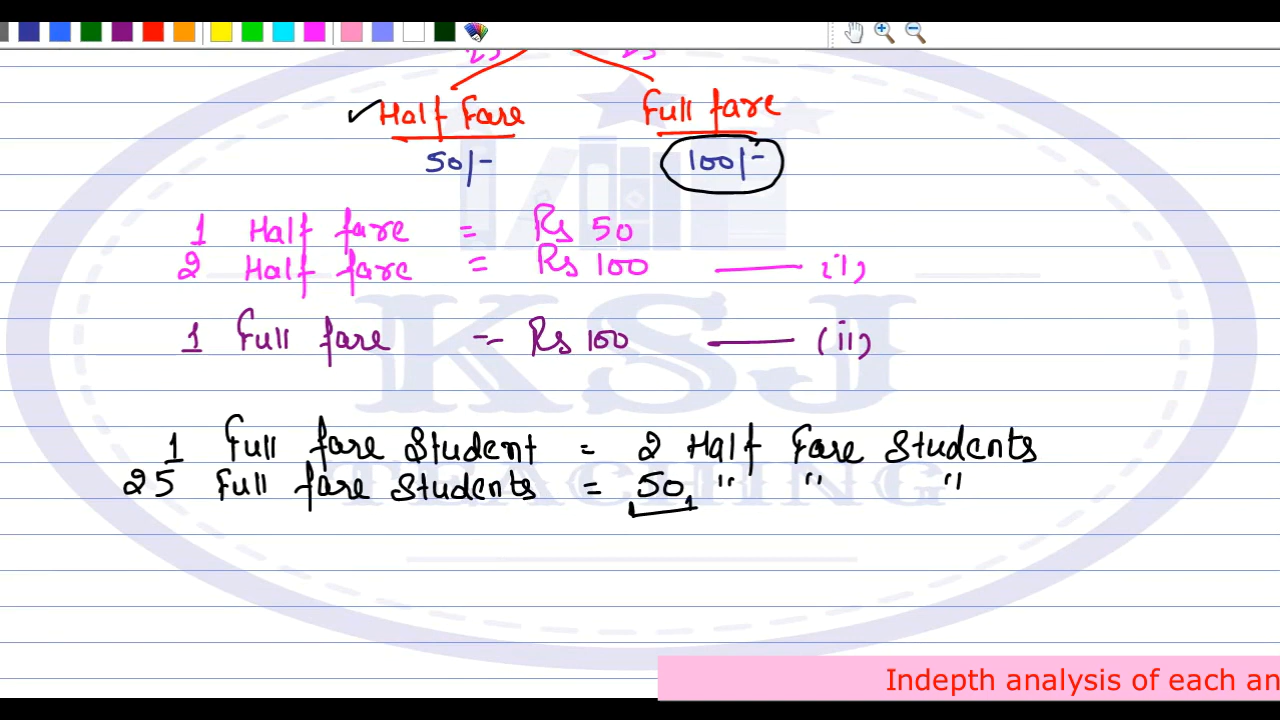 Half Fare Full fare
50/- 100/-
1 Half fare = Rs 50
2 Half fare = Rs 100 —— (i)
1 Full fare = Rs 100 —— (ii)
KSJ
1 Full fare Student = 2 Half Fare Students
TEACHING
25 Full fare Students = 50 " " "
Indepth analysis of each an